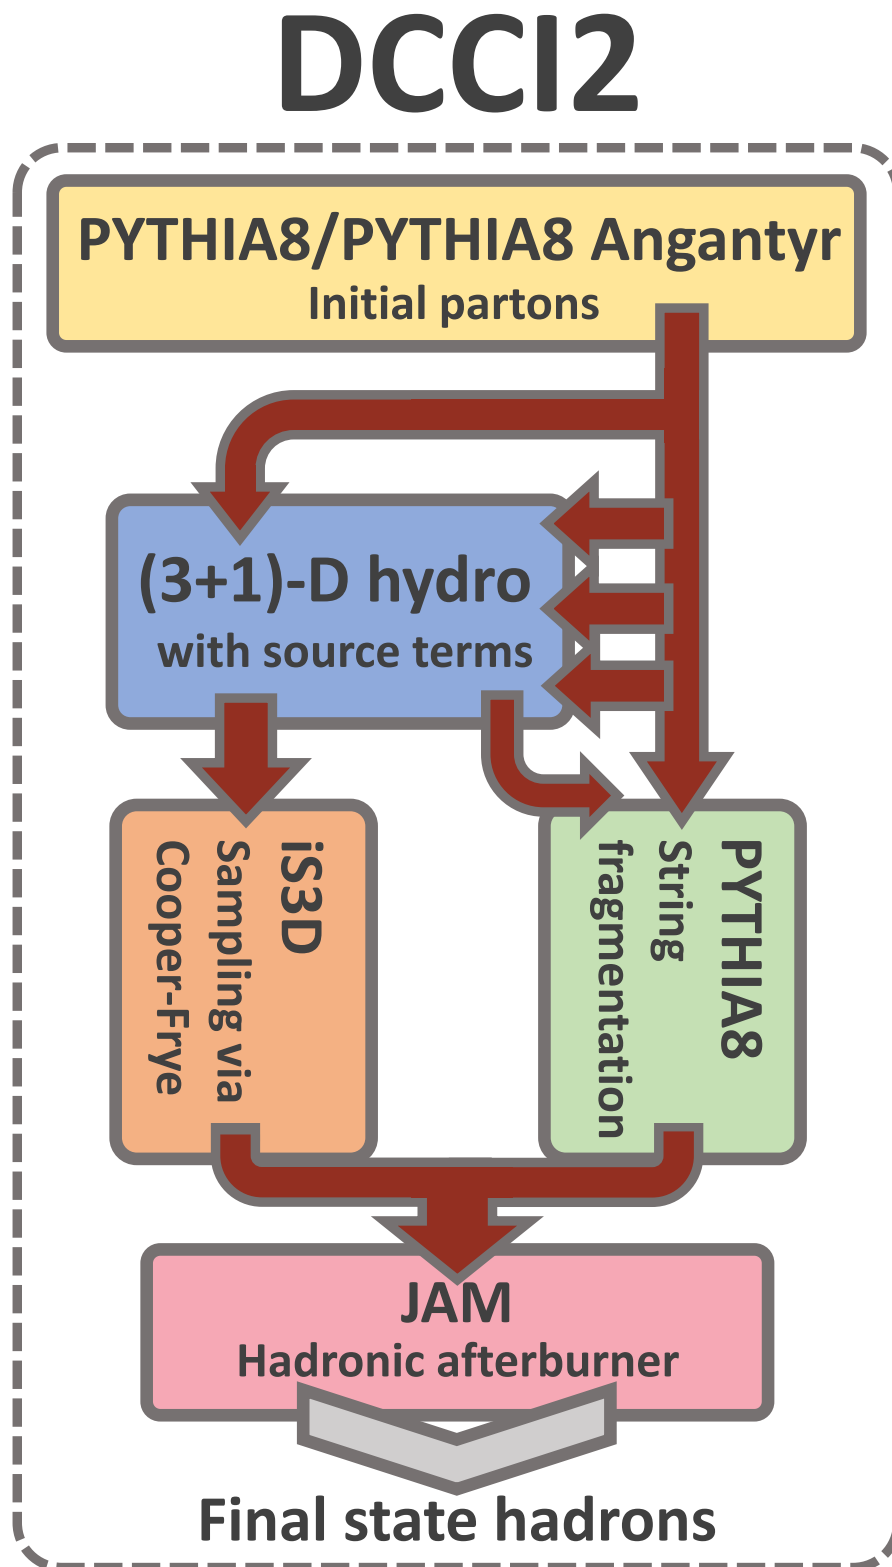 DCCI2
PYTHIA8/PYTHIA8 Angantyr
Initial partons
(3+1)-D hydro
with source terms
iS3D
Sampling via
Cooper-Frye
PYTHIA8
String
fragmentation
JAM
Hadronic afterburner
Final state hadrons